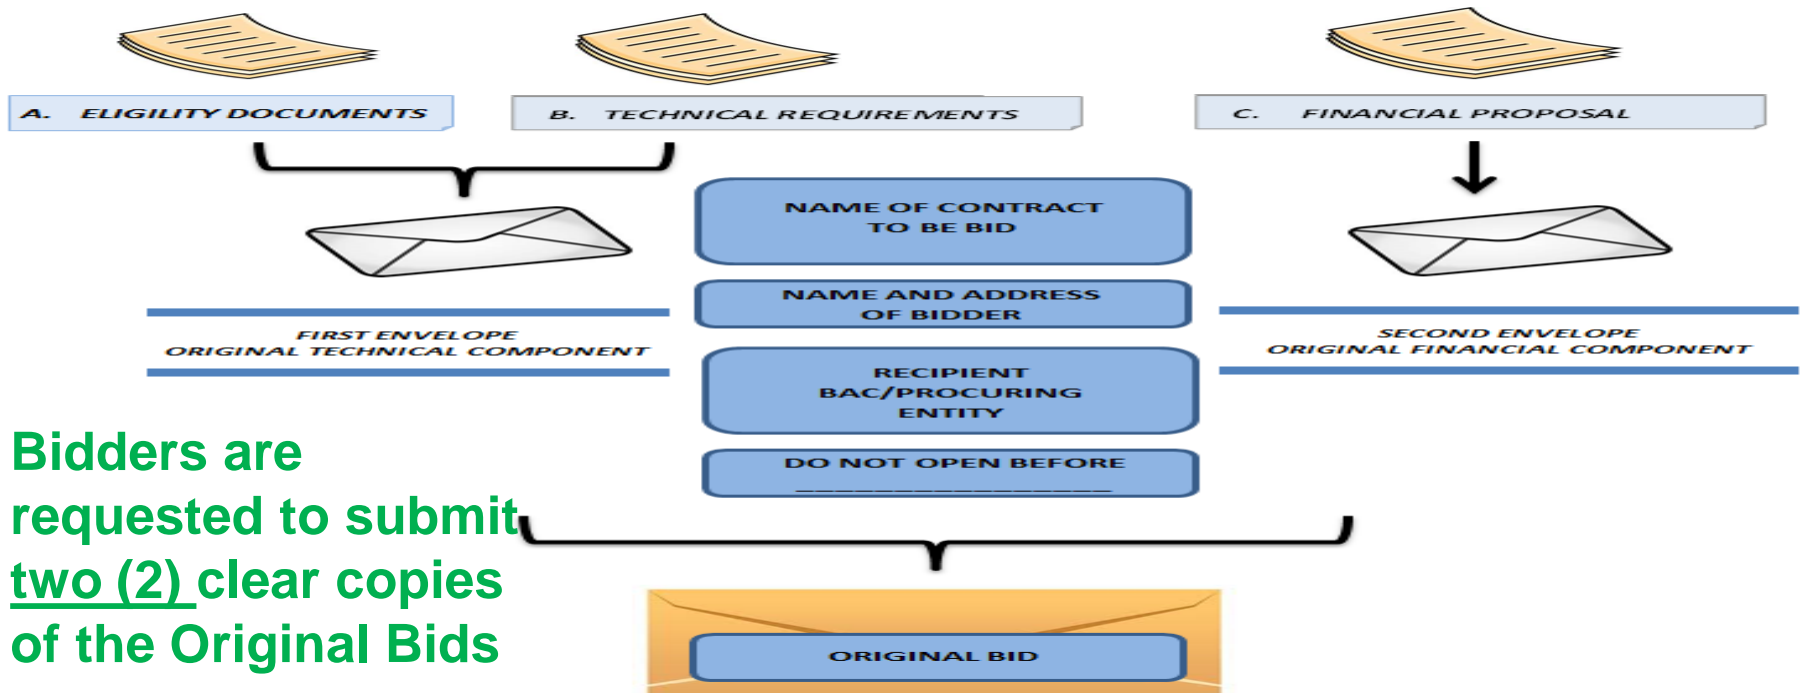 A. ELIGILITY DOCUMENTS
B. TECHNICAL REQUIREMENTS
C. FINANCIAL PROPOSAL
NAME OF CONTRACT
TO BE BID
NAME AND ADDRESS
OF BIDDER
FIRST ENVELOPE
ORIGINAL TECHNICAL COMPONENT
SECOND ENVELOPE
ORIGINAL FINANCIAL COMPONENT
RECIPIENT
BAC/PROCURING
ENTITY
DO NOT OPEN BEFORE
__________________
Bidders are
requested to submit
two (2) clear copies
of the Original Bids
ORIGINAL BID